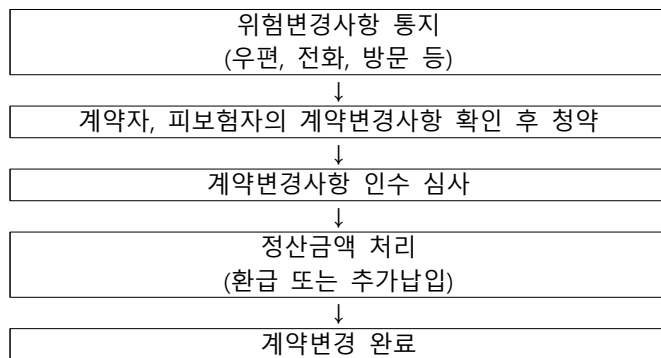 위험변경사항 통지
(우편, 전화, 방문 등)
↓
계약자, 피보험자의 계약변경사항 확인 후 청약
↓
계약변경사항 인수 심사
↓
정산금액 처리
(환급 또는 추가납입)
↓
계약변경 완료